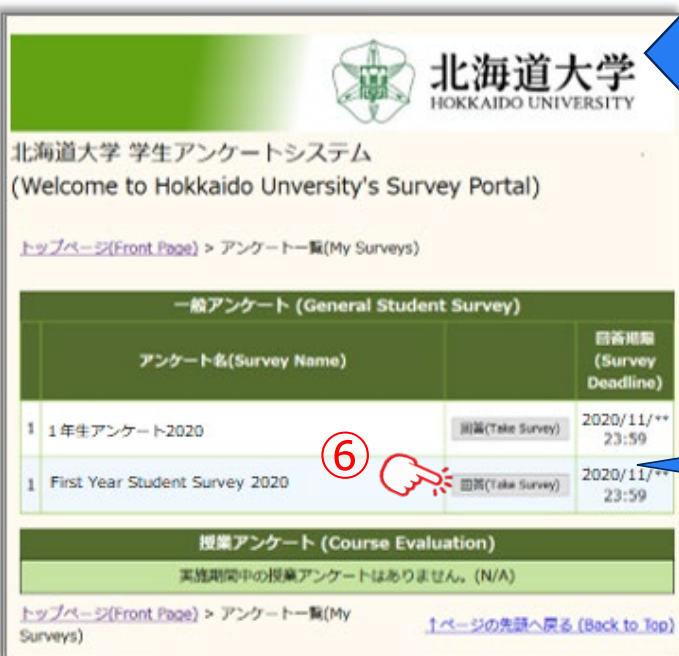 北海道大学
HOKKAIDO UNIVERSITY
北海道大学 学生アンケートシステム
(Welcome to Hokkaido Unversity's Survey Portal)
トップページ(Front Page) > アンケート一覧(My Surveys)
一般アンケート (General Student Survey)
アンケート名(Survey Name)
回答期限
(Survey
Deadline)
1 1年生アンケート2020 回答(Take Survey) 2020/11/**
23:59
⑥
1 First Year Student Survey 2020 回答(Take Survey) 2020/11/**
23:59
授業アンケート (Course Evaluation)
実施期間中の授業アンケートはありません。(N/A)
トップページ(Front Page) > アンケート一覧(My
Surveys)
↑ページの先頭へ戻る (Back to Top)